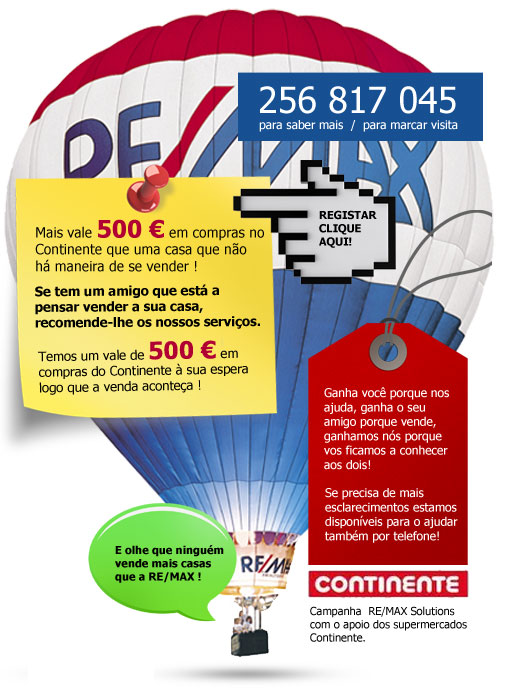 256 817 045
para saber mais / para marcar visita
RE/MAX
REGISTAR
CLIQUE
AQUI!
Mais vale 500 € em compras no
Continente que uma casa que não
há maneira de se vender !
Se tem um amigo que está a
pensar vender a sua casa,
recomende-lhe os nossos serviços.
Temos um vale de 500 € em
compras do Continente à sua espera
logo que a venda aconteça !
Ganha você porque nos
ajuda, ganha o seu
amigo porque vende,
ganhamos nós porque
vos ficamos a conhecer
aos dois!
Se precisa de mais
esclarecimentos estamos
disponíveis para o ajudar
também por telefone!
E olhe que ninguém
vende mais casas
que a RE/MAX !
RE/MAX
CONTINENTE
Campanha RE/MAX Solutions
com o apoio dos supermercados
Continente.